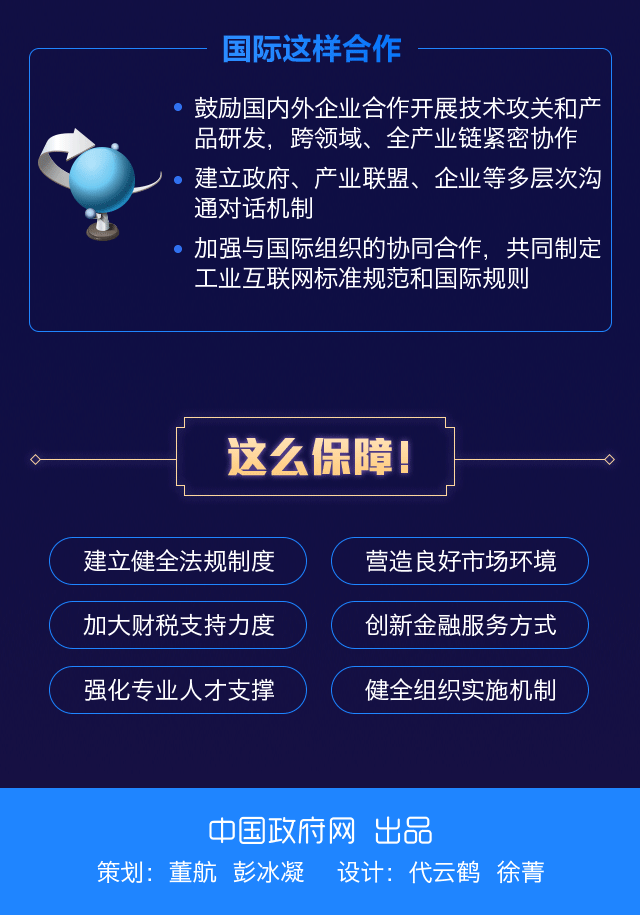 国际这样合作
鼓励国内外企业合作开展技术攻关和产
品研发，跨领域、全产业链紧密协作
建立政府、产业联盟、企业等多层次沟
通对话机制
加强与国际组织的协同合作，共同制定
工业互联网标准规范和国际规则
这么保障！
建立健全法规制度 营造良好市场环境
加大财税支持力度 创新金融服务方式
强化专业人才支撑 健全组织实施机制
中国政府网 出品
策划：董航 彭冰凝 设计：代云鹤 徐菁